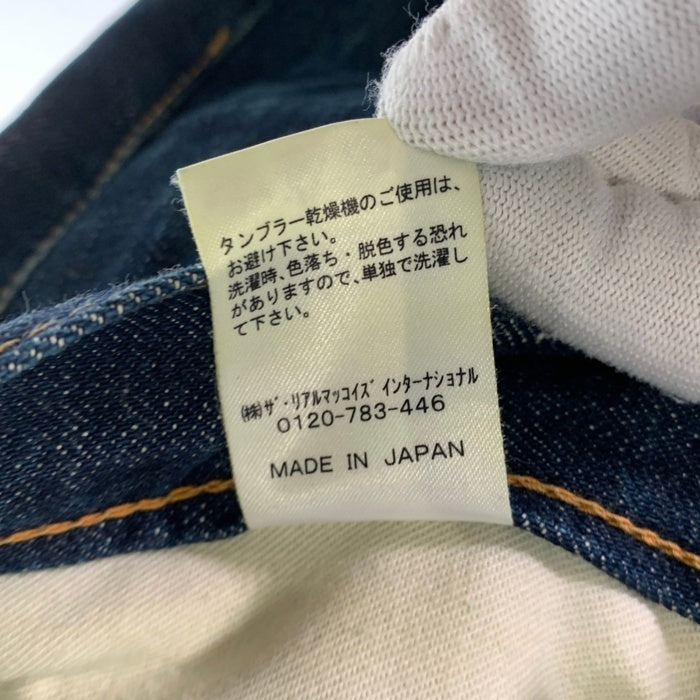 タンブラー乾燥機のご使用は、
お避け下さい。
洗濯時、色落ち・脱色する恐れ
がありますので、単独で洗濯し
て下さい。
㈱ｻﾞ･ﾘｱﾙﾏｯｺｲｽﾞ ｲﾝﾀｰﾅｼｮﾅﾙ
0120-783-446
MADE IN JAPAN